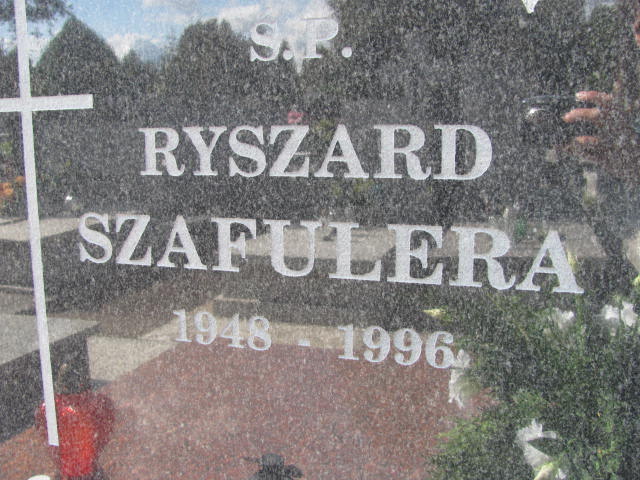 S.P.
RYSZARD
SZAFULERA
1948 - 1996